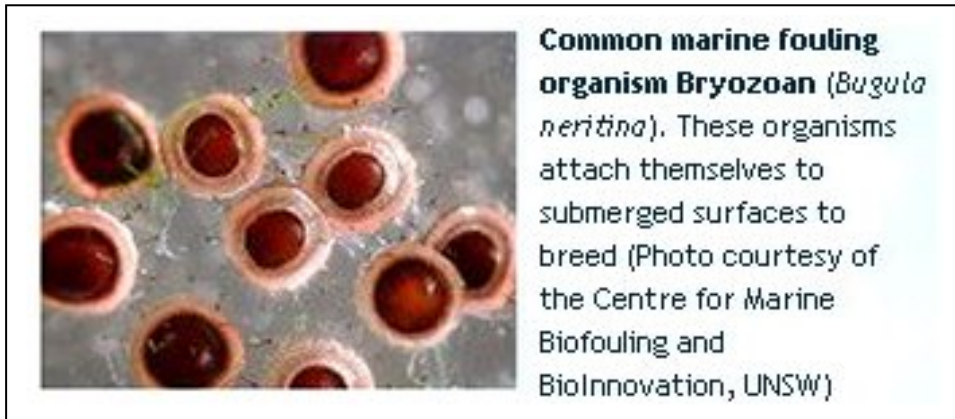 Common marine fouling
organism Bryozoan (Bugula
neritina). These organisms
attach themselves to
submerged surfaces to
breed (Photo courtesy of
the Centre for Marine
Biofouling and
BioInnovation, UNSW)